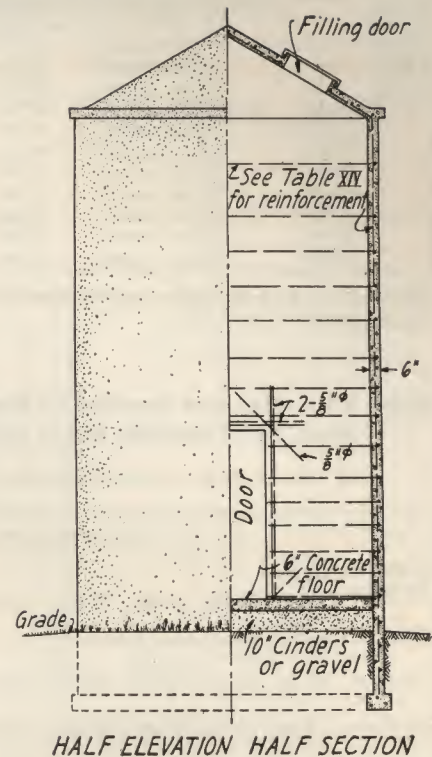 Filling door
See Table XIV
for reinforcement
6"
2-5/8"φ
5/8"φ
Door
6" Concrete
floor
Grade
10" Cinders
or gravel
HALF ELEVATION HALF SECTION